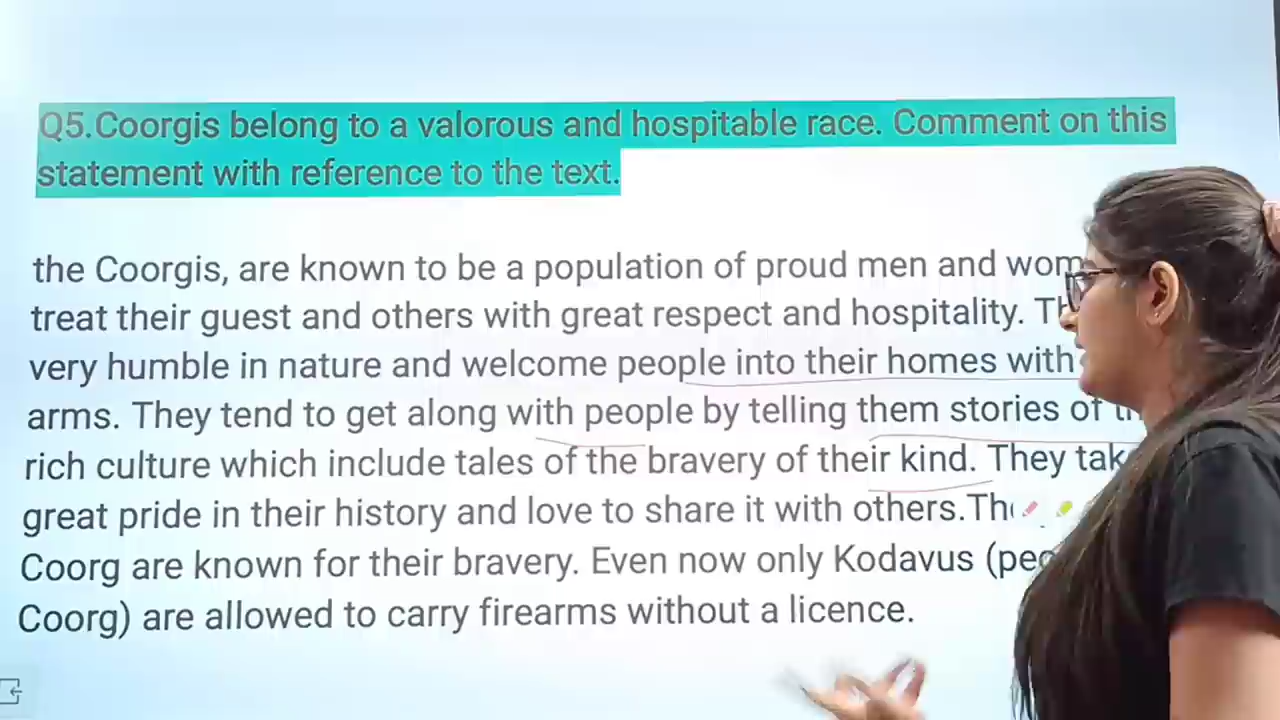 Q5.Coorgis belong to a valorous and hospitable race. Comment on this
statement with reference to the text.
the Coorgis, are known to be a population of proud men and
treat their guest and others with great respect and hospitality.
very humble in nature and welcome people into their homes with
arms. They tend to get along with people by telling them stories of
rich culture which include tales of the bravery of their kind. They
great pride in their history and love to share it with others.
Coorg are known for their bravery. Even now only Kodavus
Coorg) are allowed to carry firearms without a licence.